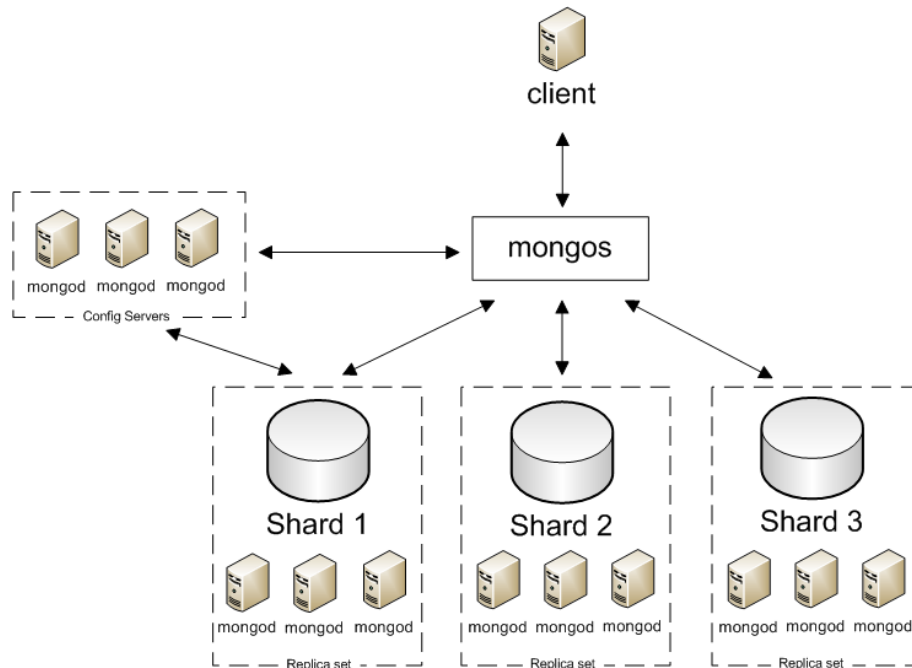 client
mongos
mongod mongod mongod
Config Servers
Shard 1
Shard 2
Shard 3
mongod mongod mongod
mongod mongod mongod
mongod mongod mongod
Replica set
Replica set
Replica set